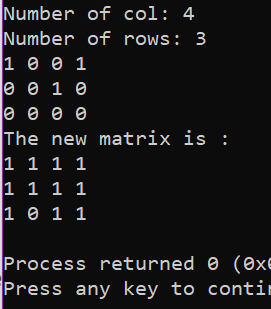 Number of col: 4
Number of rows: 3
1 0 0 1
0 0 1 0
0 0 0 0
The new matrix is :
1 1 1 1
1 1 1 1
1 0 1 1
Process returned 0 (0x
Press any key to contin